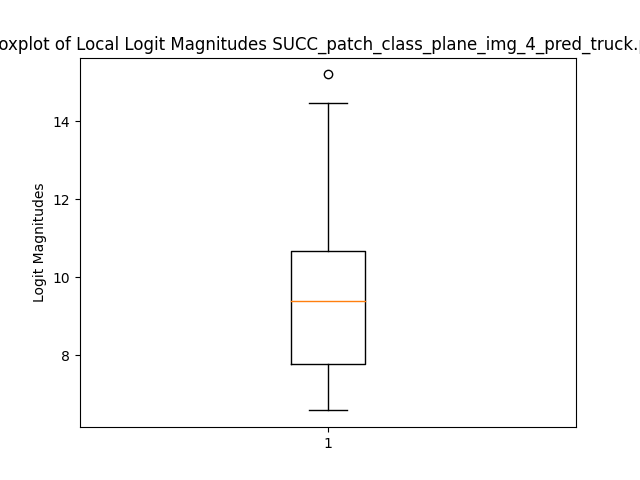 oxplot of Local Logit Magnitudes SUCC_patch_class_plane_img_4_pred_truck.
Logit Magnitudes
14
12
10
8
1